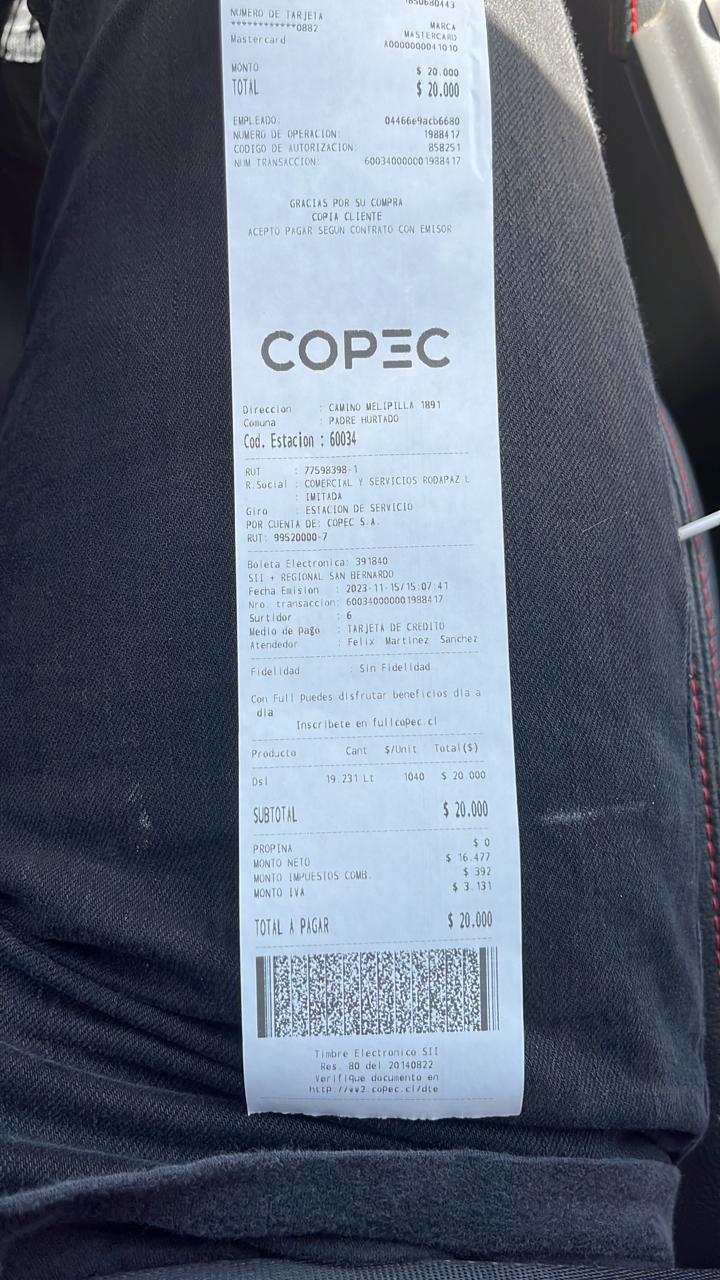 1850680443
NUMERO DE TARJETA MARCA
************0882 MASTERCARD
Mastercard A0000000041010
MONTO $ 20.000
TOTAL $ 20.000
EMPLEADO: 04466e9acb6680
NUMERO DE OPERACION: 1988417
CODIGO DE AUTORIZACION: 858251
NUM TRANSACCION: 600340000001988417
GRACIAS POR SU COMPRA
COPIA CLIENTE
ACEPTO PAGAR SEGUN CONTRATO CON EMISOR
COPEC
Direccion : CAMINO MELIPILLA 1891
Comuna : PADRE HURTADO
Cod. Estacion : 60034
RUT : 77598398-1
R.Social : COMERCIAL Y SERVICIOS RODAPAZ L
: IMITADA
Giro : ESTACION DE SERVICIO
POR CUENTA DE: COPEC S.A.
RUT: 99520000-7
Boleta Electronica: 391840
SII + REGIONAL SAN BERNARDO
Fecha Emision : 2023-11-15/15:07:41
Nro. transaccion: 600340000001988417
Surtidor : 6
Medio de Pago : TARJETA DE CREDITO
Atendedor : Felix Martinez Sanchez
Fidelidad : Sin Fidelidad
Con Full Puedes disfrutar beneficios dia a
dia
Inscribete en fullcopec.cl
Producto Cant $/Unit Total($)
Dsl 19.231 Lt 1040 $ 20.000
SUBTOTAL $ 20.000
PROPINA $ 0
MONTO NETO $ 16.477
MONTO IMPUESTOS COMB. $ 392
MONTO IVA $ 3.131
TOTAL A PAGAR $ 20.000
Timbre Electronico SII
Res. 80 del 20140822
Verifique documento en
http://ww2.copec.cl/dte